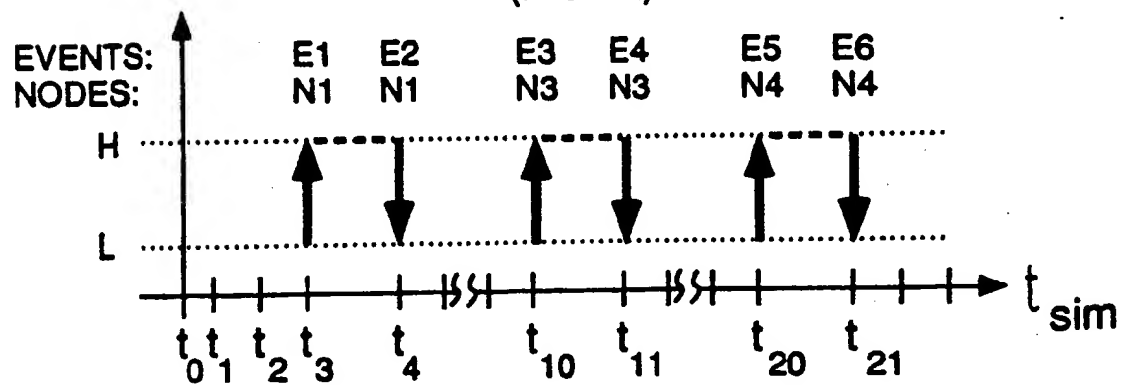 EVENTS: E1 E2 E3 E4 E5 E6
NODES: N1 N1 N3 N3 N4 N4
H
L
t0 t1 t2 t3 t4 t10 t11 t20 t21 tsim